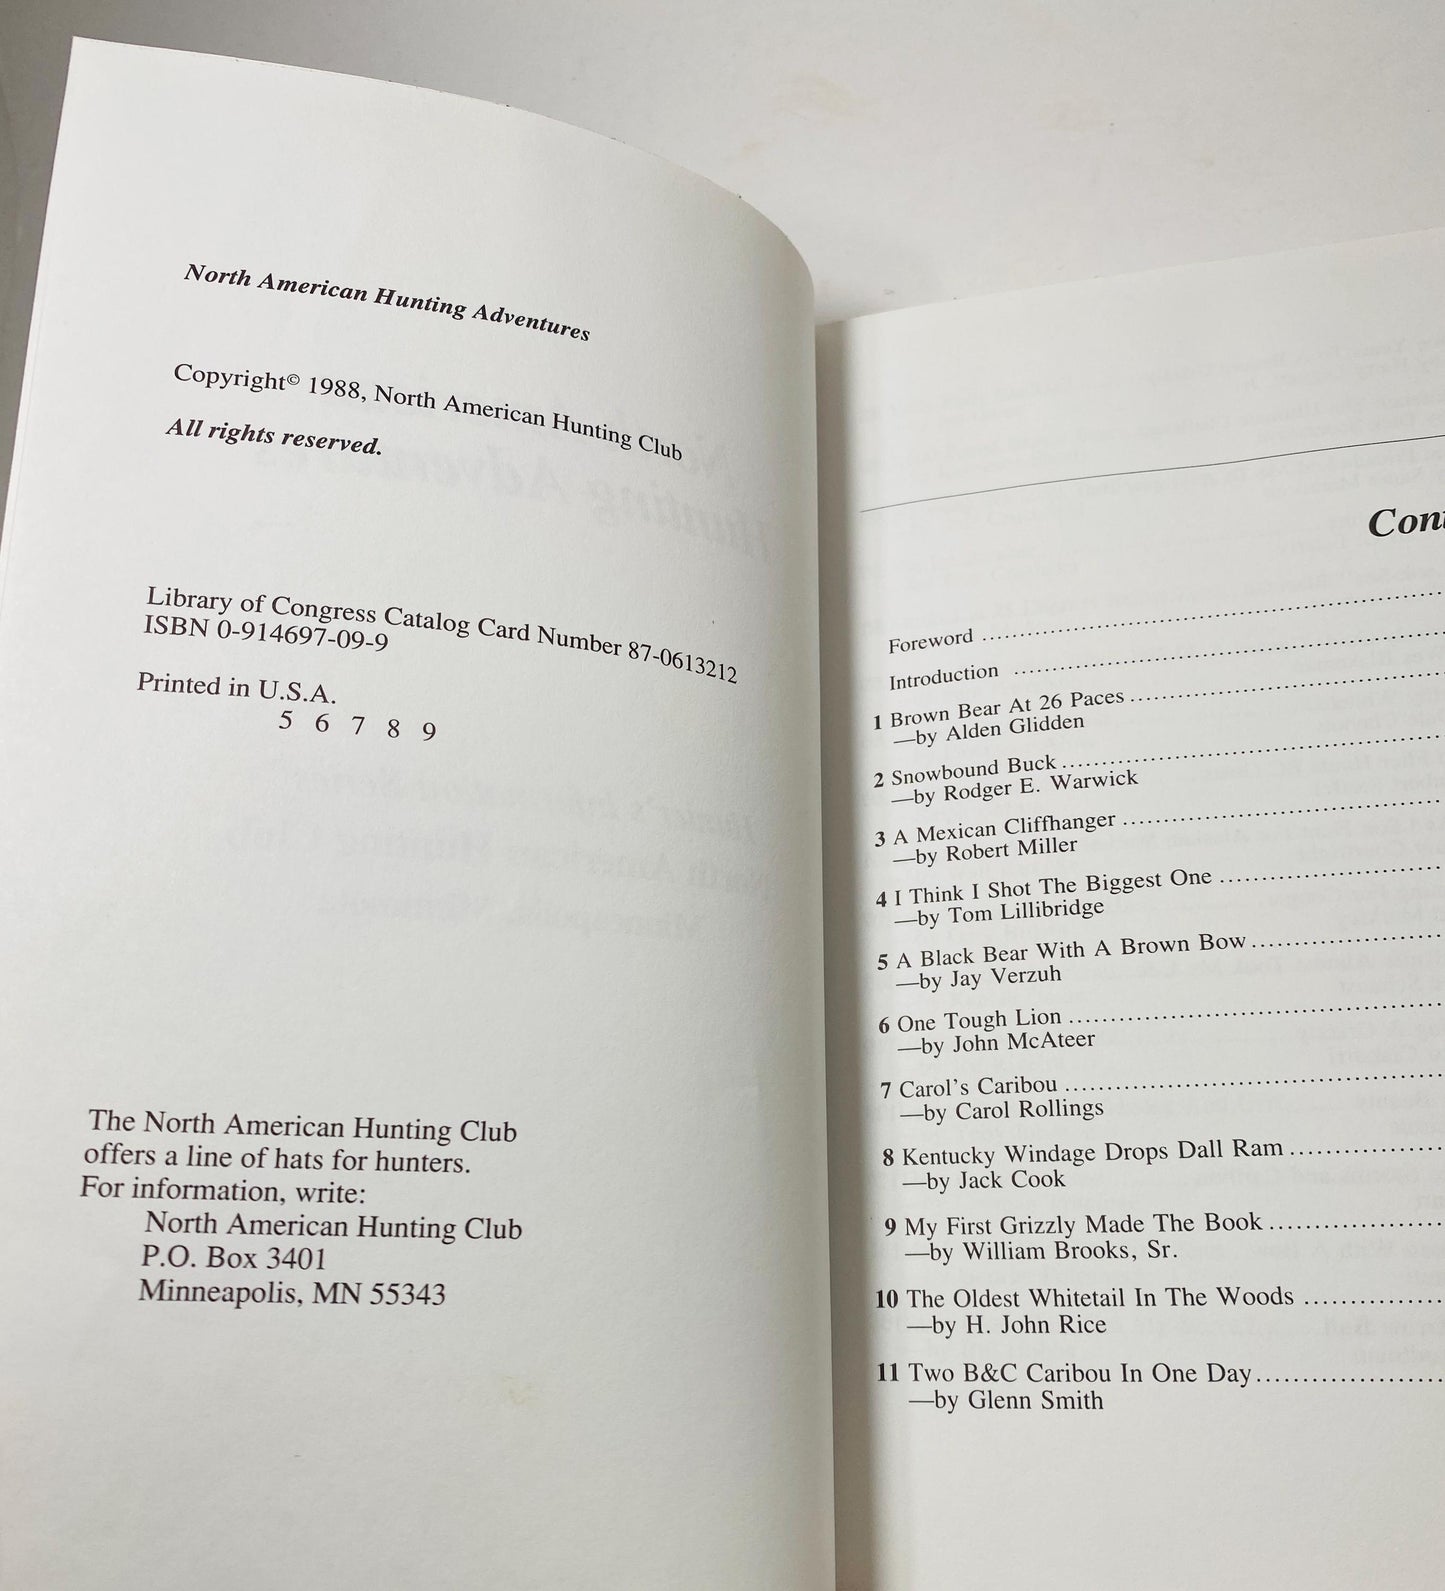 North American Hunting Adventures
Copyright© 1988, North American Hunting Club
All rights reserved.
Library of Congress Catalog Card Number 87-0613212
ISBN 0-914697-09-9
Printed in U.S.A.
5 6 7 8 9
The North American Hunting Club
offers a line of hats for hunters.
For information, write:
North American Hunting Club
P.O. Box 3401
Minneapolis, MN 55343
Foreword
Introduction
1 Brown Bear At 26 Paces
—by Alden Glidden
2 Snowbound Buck
—by Rodger E. Warwick
3 A Mexican Cliffhanger
—by Robert Miller
4 I Think I Shot The Biggest One
—by Tom Lillibridge
5 A Black Bear With A Brown Bow
—by Jay Verzuh
6 One Tough Lion
—by John McAteer
7 Carol's Caribou
—by Carol Rollings
8 Kentucky Windage Drops Dall Ram
—by Jack Cook
9 My First Grizzly Made The Book
—by William Brooks, Sr.
10 The Oldest Whitetail In The Woods
—by H. John Rice
11 Two B&C Caribou In One Day
—by Glenn Smith